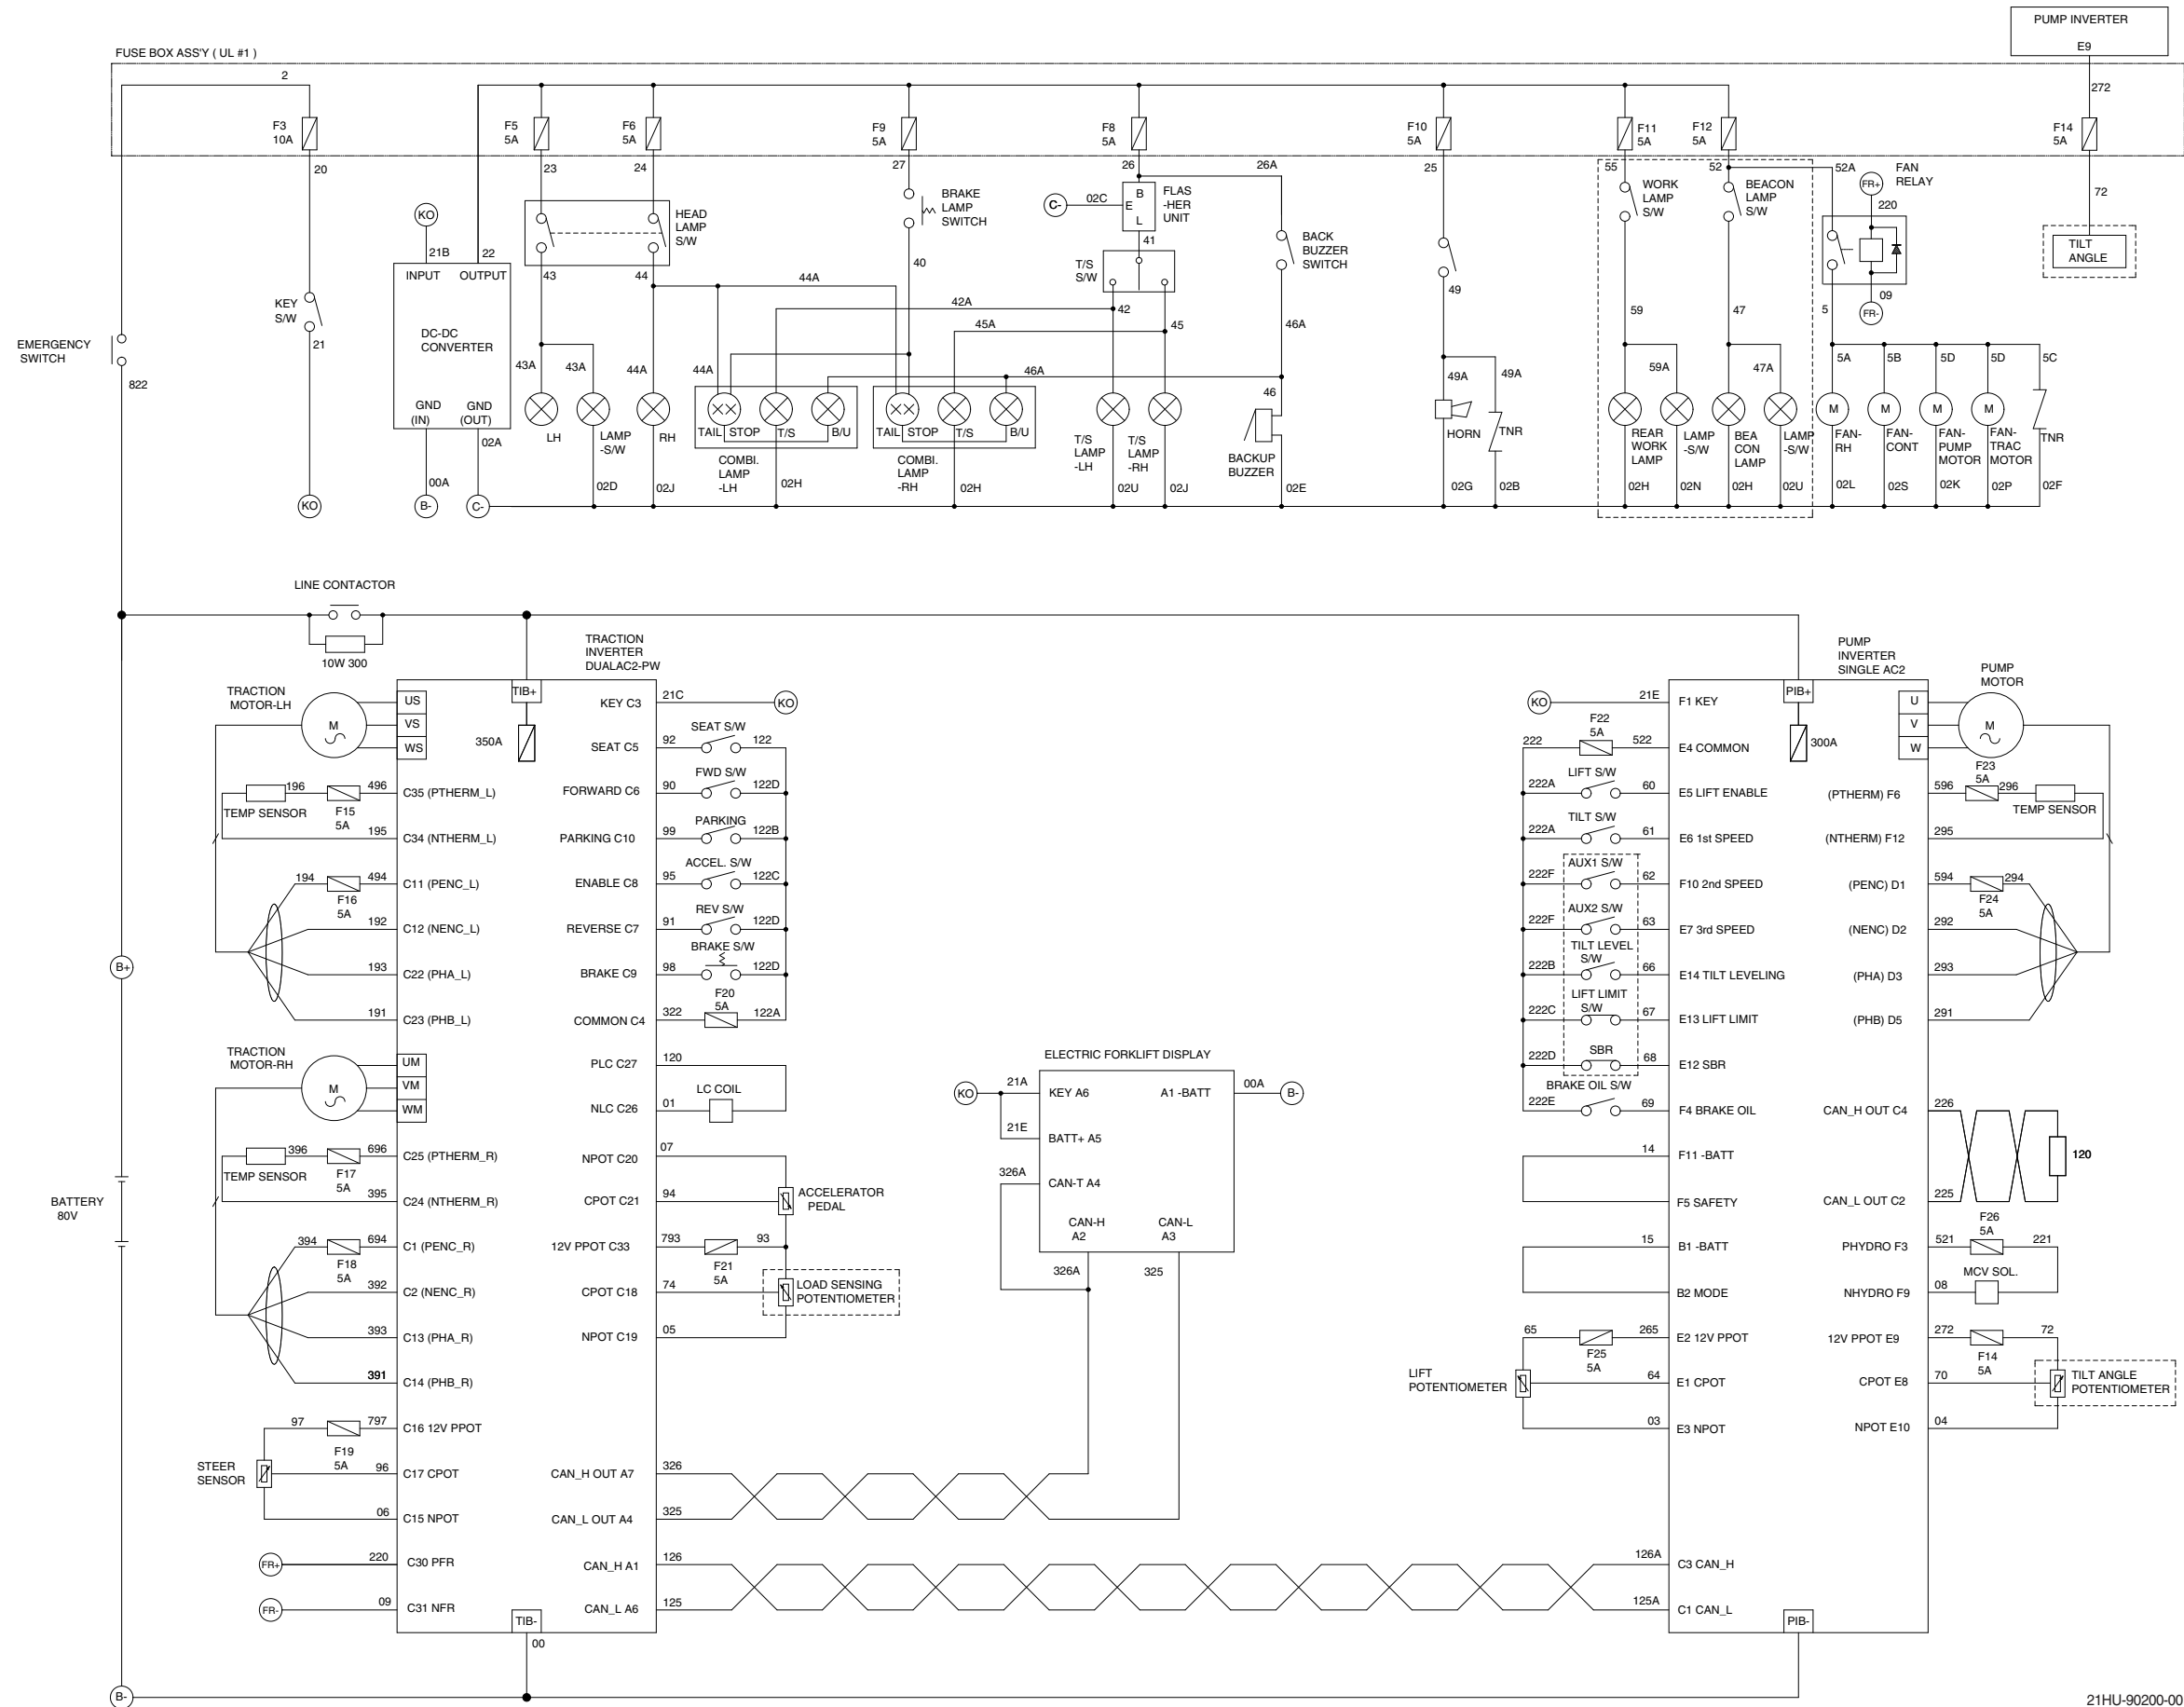 PUMP INVERTER
E9
FUSE BOX ASS'Y ( UL #1 )
2
272
F3
10A
F5
5A
F6
5A
F9
5A
F8
5A
F10
5A
F11
5A
F12
5A
F14
5A
20
23
24
27
26
26A
25
55
52
52A
FAN
RELAY
FR+
220
72
KO
21B
22
HEAD
LAMP
S/W
BRAKE
LAMP
SWITCH
C-
02C
B
E
L
FLAS
-HER
UNIT
WORK
LAMP
S/W
BEACON
LAMP
S/W
TILT
ANGLE
INPUT
OUTPUT
43
44
44A
40
41
T/S
S/W
BACK
BUZZER
SWITCH
49
09
FR-
KEY
S/W
21
DC-DC
CONVERTER
42A
42
45A
45
46A
59
47
5
EMERGENCY
SWITCH
822
43A
43A
44A
44A
46A
49A
49A
59A
47A
5A
5B
5D
5D
5C
GND
(IN)
GND
(OUT)
02A
LH
LAMP
-S/W
RH
TAIL
STOP
T/S
B/U
COMBI.
LAMP
-LH
TAIL
STOP
T/S
B/U
COMBI.
LAMP
-RH
T/S
LAMP
-LH
T/S
LAMP
-RH
46
BACKUP
BUZZER
HORN
TNR
REAR
WORK
LAMP
LAMP
-S/W
BEA
CON
LAMP
LAMP
-S/W
M
FAN-
RH
M
FAN-
CONT
M
FAN-
PUMP
MOTOR
M
FAN-
TRAC
MOTOR
TNR
00A
02D
02J
02H
02H
02U
02J
02E
02G
02B
02H
02N
02H
02U
02L
02S
02K
02P
02F
KO
B-
C-
LINE CONTACTOR
10W 300
TRACTION
INVERTER
DUALAC2-PW
TRACTION
MOTOR-LH
M
US
VS
WS
TIB+
350A
KEY C3
21C
KO
SEAT C5
92
SEAT S/W
122
FORWARD C6
90
FWD S/W
122D
PARKING C10
99
PARKING
122B
ENABLE C8
95
ACCEL. S/W
122C
REVERSE C7
91
REV S/W
122D
BRAKE C9
98
BRAKE S/W
122D
COMMON C4
322
F20
5A
122A
PLC C27
120
LC COIL
NLC C26
01
NPOT C20
07
CPOT C21
94
ACCELERATOR
PEDAL
12V PPOT C33
793
F21
5A
93
CPOT C18
74
LOAD SENSING
POTENTIOMETER
NPOT C19
05
CAN_H OUT A7
326
CAN_L OUT A4
325
CAN_H A1
126
CAN_L A6
125
TEMP SENSOR
196
F15
5A
496
C35 (PTHERM_L)
195
C34 (NTHERM_L)
194
F16
5A
494
C11 (PENC_L)
192
C12 (NENC_L)
193
C22 (PHA_L)
191
C23 (PHB_L)
TRACTION
MOTOR-RH
M
UM
VM
WM
TEMP SENSOR
396
F17
5A
696
C25 (PTHERM_R)
395
C24 (NTHERM_R)
394
F18
5A
694
C1 (PENC_R)
392
C2 (NENC_R)
393
C13 (PHA_R)
391
C14 (PHB_R)
97
F19
5A
797
C16 12V PPOT
STEER
SENSOR
96
C17 CPOT
06
C15 NPOT
FR+
220
C30 PFR
FR-
09
C31 NFR
TIB-
00
B+
BATTERY
80V
B-
ELECTRIC FORKLIFT DISPLAY
KO
21A
KEY A6
A1 -BATT
00A
B-
21E
BATT+ A5
326A
CAN-T A4
CAN-H
A2
CAN-L
A3
326A
325
PUMP
INVERTER
SINGLE AC2
PUMP
MOTOR
KO
21E
F1 KEY
PIB+
300A
U
V
W
M
222
F22
5A
522
E4 COMMON
222A
LIFT S/W
60
E5 LIFT ENABLE
222A
TILT S/W
61
E6 1st SPEED
222F
AUX1 S/W
62
F10 2nd SPEED
222F
AUX2 S/W
63
E7 3rd SPEED
222B
TILT LEVEL
S/W
66
E14 TILT LEVELING
222C
LIFT LIMIT
S/W
67
E13 LIFT LIMIT
222D
SBR
68
E12 SBR
222E
BRAKE OIL S/W
69
F4 BRAKE OIL
14
F11 -BATT
F5 SAFETY
15
B1 -BATT
B2 MODE
65
F25
5A
265
E2 12V PPOT
LIFT
POTENTIOMETER
64
E1 CPOT
03
E3 NPOT
126A
C3 CAN_H
125A
C1 CAN_L
PIB-
(PTHERM) F6
596
F23
5A
296
TEMP SENSOR
(NTHERM) F12
295
(PENC) D1
594
F24
5A
294
(NENC) D2
292
(PHA) D3
293
(PHB) D5
291
CAN_H OUT C4
226
120
CAN_L OUT C2
225
PHYDRO F3
521
F26
5A
221
NHYDRO F9
08
MCV SOL.
12V PPOT E9
272
F14
5A
72
CPOT E8
70
TILT ANGLE
POTENTIOMETER
NPOT E10
04
21HU-90200-00